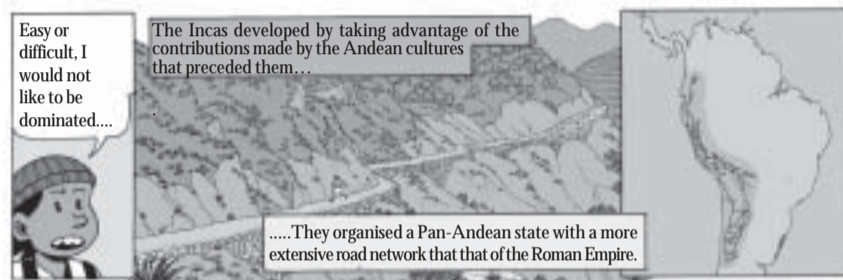 Easy or
difficult, I
would not
like to be
dominated....
The Incas developed by taking advantage of the
contributions made by the Andean cultures
that preceded them...
.....They organised a Pan-Andean state with a more
extensive road network that that of the Roman Empire.